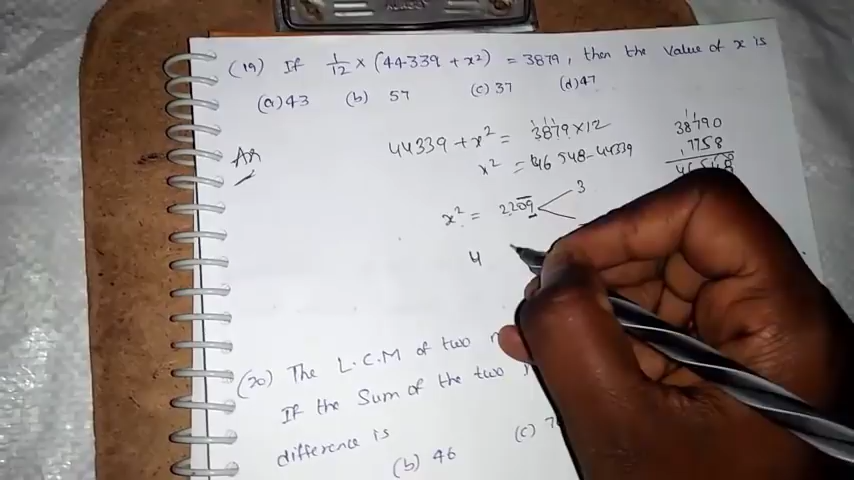 (19) If 1/12 × (44339 + x²) = 3879, then the value of x is
(a) 43 (b) 57 (c) 37 (d) 47
Ans
44339 + x² = 3879 × 12
x² = 46548 - 44339
x² = 2209
3
4
38790
7758
46548
(20) The L.C.M of two
If the Sum of the two
difference is
(b) 46 (c)